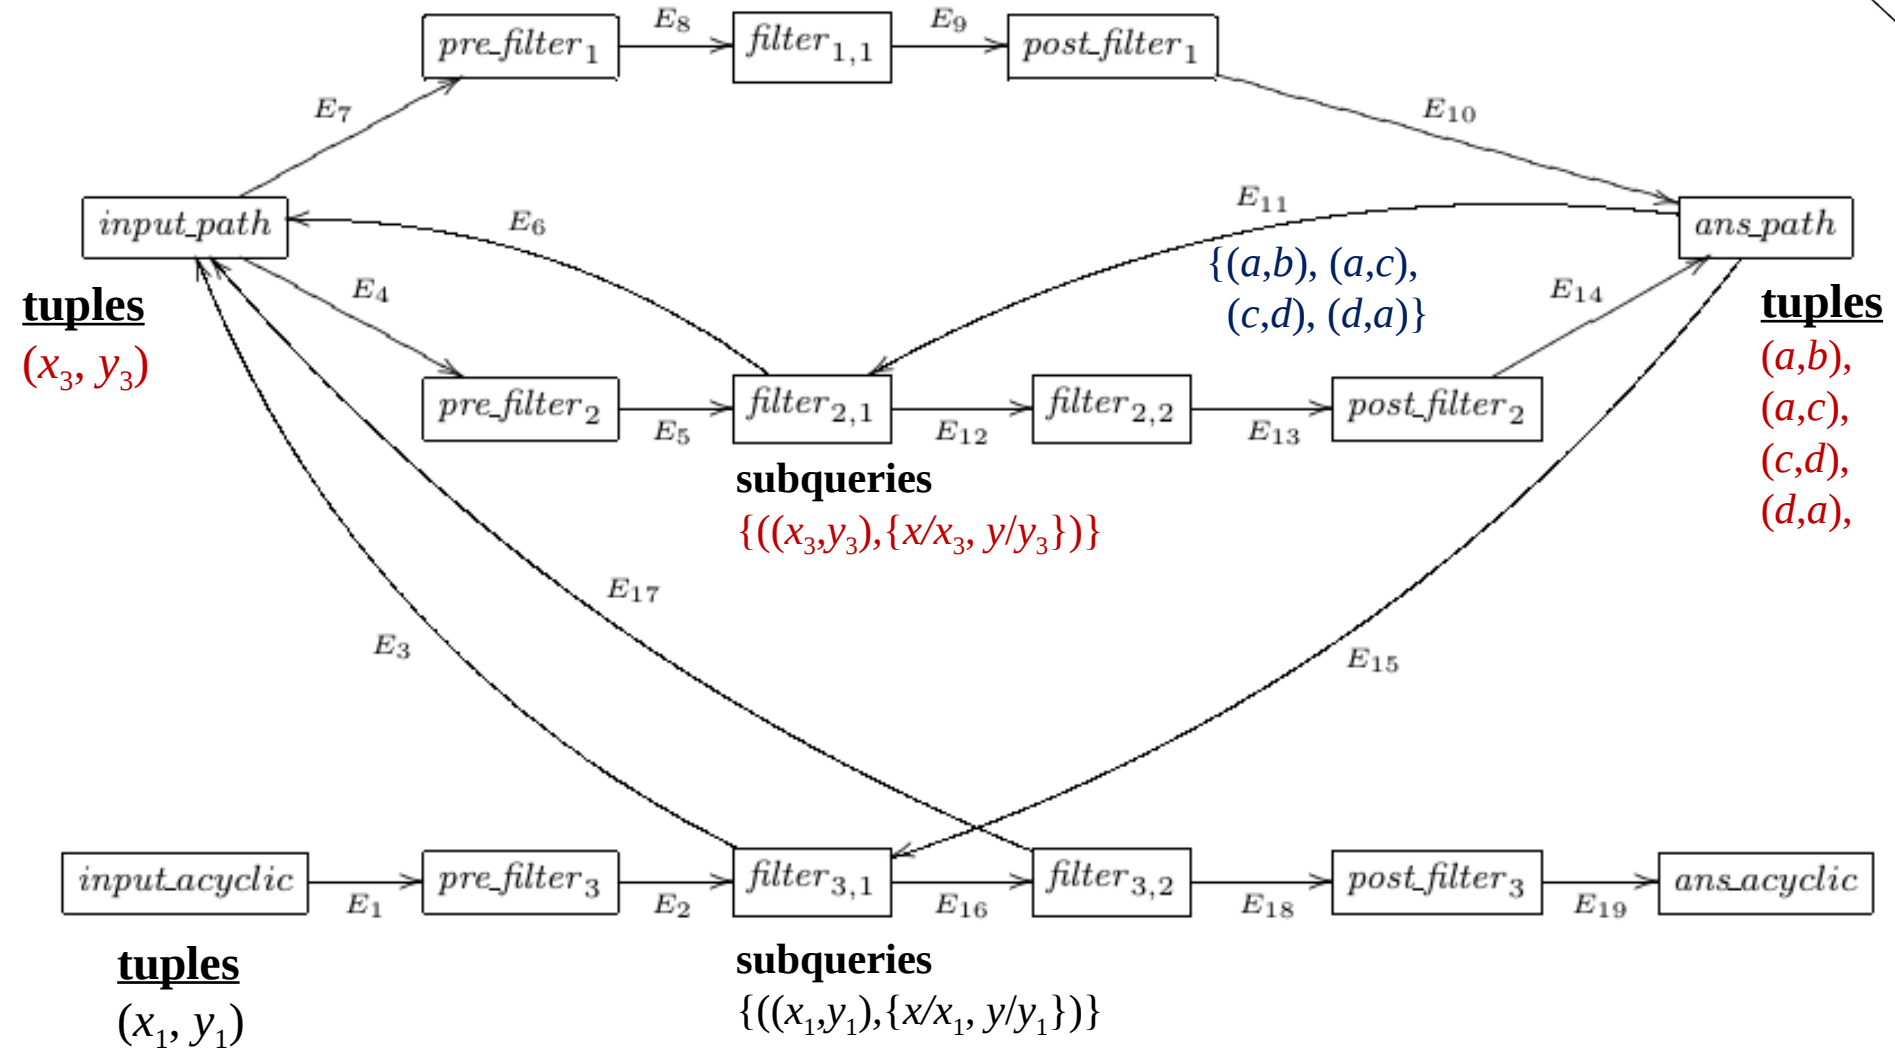 E8 E9
pre_filter1 filter1,1 post_filter1
E7 E10
E11
input_path E6 ans_path
{(a,b), (a,c),
E4 E14
tuples (c,d), (d,a)} tuples
(x3, y3) (a,b),
pre_filter2 filter2,1 filter2,2 post_filter2 (a,c),
E5 E12 E13
subqueries (c,d),
{((x3,y3),{x/x3, y/y3})} (d,a),
E17
E3 E15
input_acyclic pre_filter3 filter3,1 filter3,2 post_filter3 ans_acyclic
E1 E2 E16 E18 E19
tuples subqueries
(x1, y1) {((x1,y1),{x/x1, y/y1})}